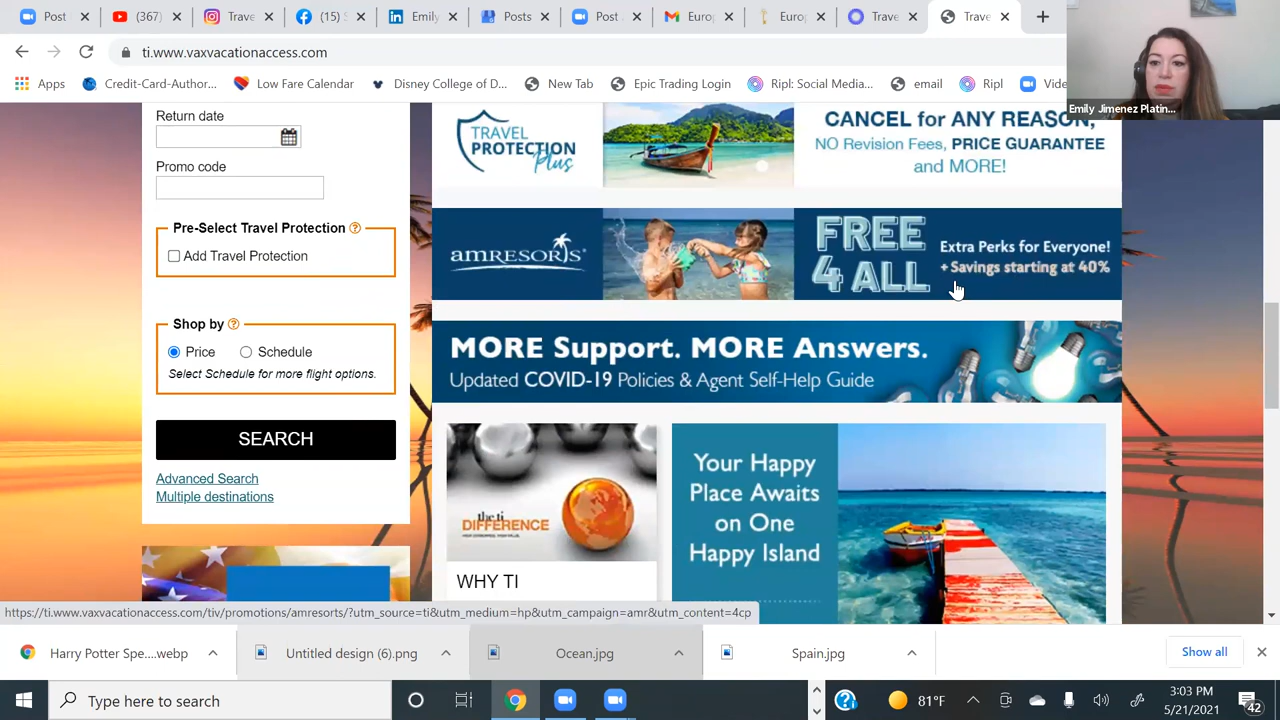 Post
(367)
Trave
(15) S
Emily
Posts
Post -
Europ
Europ
Trave
Trave
ti.www.vaxvacationaccess.com
Apps
Credit-Card-Author...
Low Fare Calendar
Disney College of D...
New Tab
Epic Trading Login
Ripl: Social Media...
email
Ripl
Vide
Emily Jimenez Platin...
Return date
Promo code
Pre-Select Travel Protection ?
Add Travel Protection
Shop by ?
Price
Schedule
Select Schedule for more flight options.
SEARCH
Advanced Search
Multiple destinations
TRAVEL
PROTECTION
Plus
CANCEL for ANY REASON,
NO Revision Fees, PRICE GUARANTEE
and MORE!
amresorts
FREE
4 ALL
Extra Perks for Everyone!
+ Savings starting at 40%
MORE Support. MORE Answers.
Updated COVID-19 Policies & Agent Self-Help Guide
the ti
DIFFERENCE
WHY TI
Your Happy
Place Awaits
on One
Happy Island
https://ti.vaxvacationaccess.com/tiv/promotions/amresorts/?utm_source=ti&utm_medium=hp&utm_campaign=amr&utm_content=4cp
Harry Potter Spe....webp
Untitled design (6).png
Ocean.jpg
Spain.jpg
Show all
Type here to search
81°F
3:03 PM
5/21/2021
42